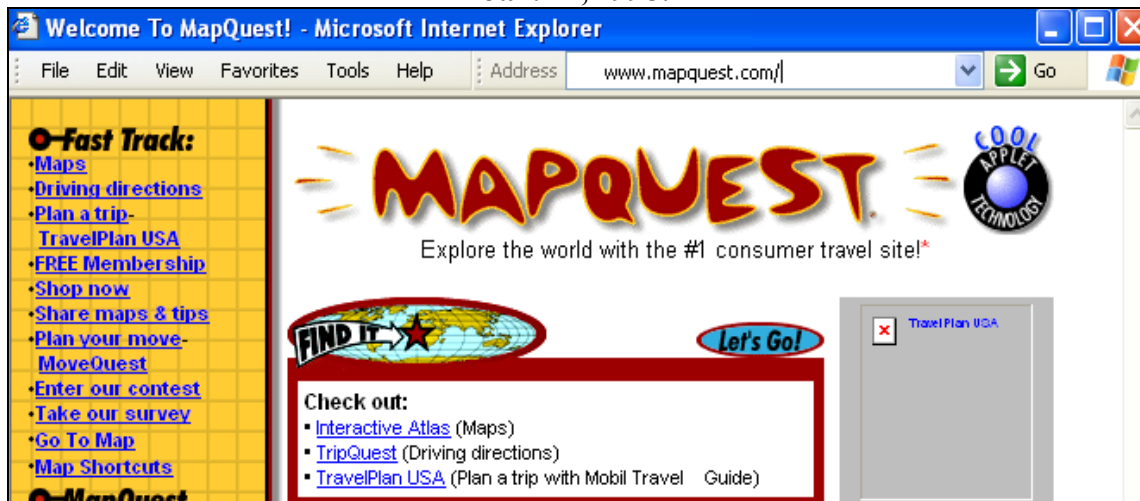 Welcome To MapQuest! - Microsoft Internet Explorer
File Edit View Favorites Tools Help Address www.mapquest.com/ Go
Fast Track:
•Maps
•Driving directions
•Plan a trip-
TravelPlan USA
•FREE Membership
•Shop now
•Share maps & tips
•Plan your move-
MoveQuest
•Enter our contest
•Take our survey
•Go To Map
•Map Shortcuts
MapQuest
MAPQUEST.
COOL APPLET TECHNOLOGY
Explore the world with the #1 consumer travel site!*
FIND IT
Let's Go!
Check out:
▪ Interactive Atlas (Maps)
▪ TripQuest (Driving directions)
▪ TravelPlan USA (Plan a trip with Mobil Travel Guide)
TravelPlan USA